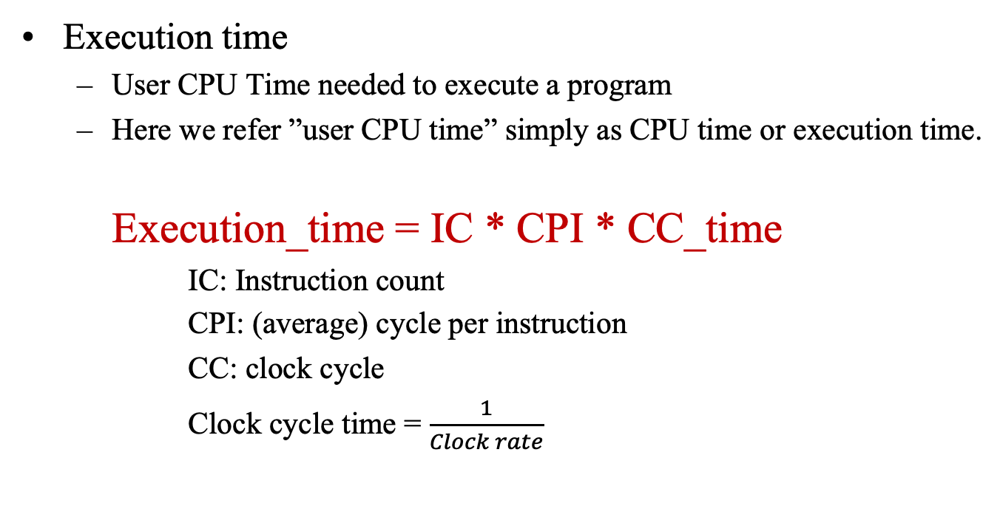 • Execution time
– User CPU Time needed to execute a program
– Here we refer ”user CPU time” simply as CPU time or execution time.
Execution_time = IC * CPI * CC_time
IC: Instruction count
CPI: (average) cycle per instruction
CC: clock cycle
Clock cycle time = 1 / Clock rate